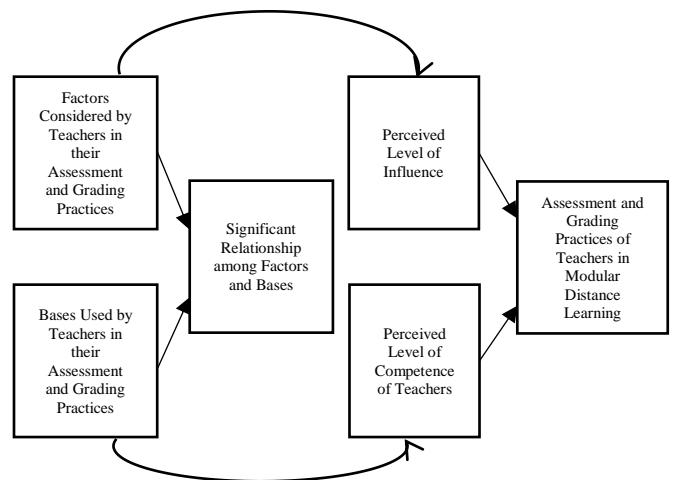 Factors
Considered by
Teachers in
their
Assessment
and Grading
Practices
Perceived
Level of
Influence
Significant
Relationship
among Factors
and Bases
Assessment and
Grading
Practices of
Teachers in
Modular
Distance
Learning
Bases Used by
Teachers in
their
Assessment
and Grading
Practices
Perceived
Level of
Competence
of Teachers